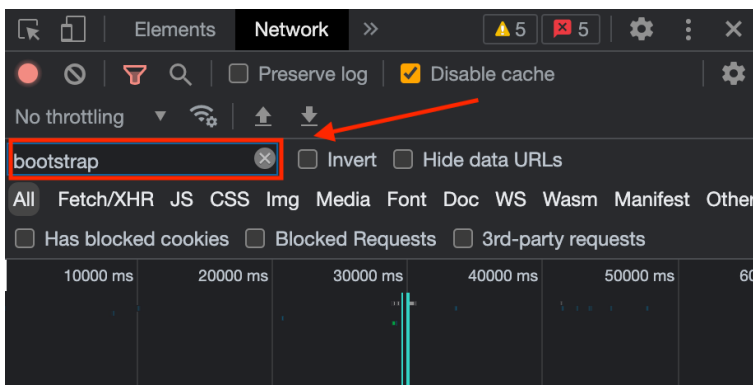 Elements Network >> 5 5
Preserve log Disable cache
No throttling
bootstrap Invert Hide data URLs
All Fetch/XHR JS CSS Img Media Font Doc WS Wasm Manifest Other
Has blocked cookies Blocked Requests 3rd-party requests
10000 ms 20000 ms 30000 ms 40000 ms 50000 ms 60